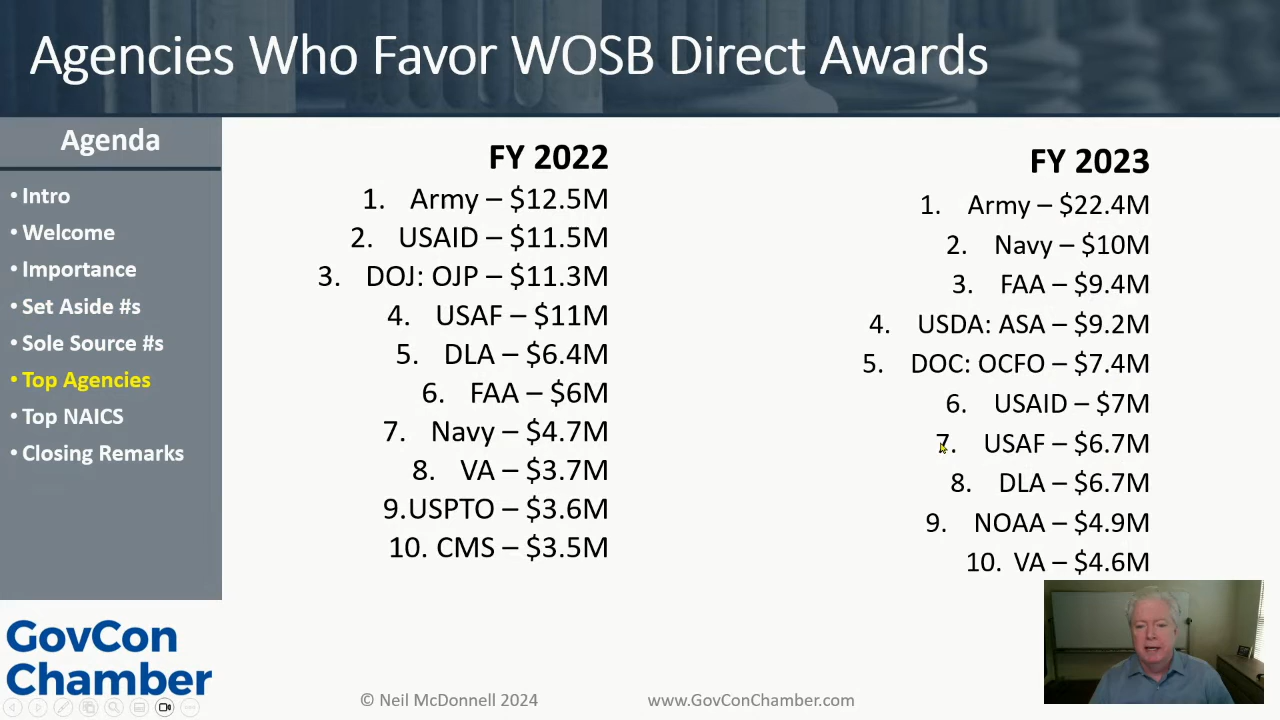 Agencies Who Favor WOSB Direct Awards
Agenda
• Intro
• Welcome
• Importance
• Set Aside #s
• Sole Source #s
• Top Agencies
• Top NAICS
• Closing Remarks
FY 2022
1. Army – $12.5M
2. USAID – $11.5M
3. DOJ: OJP – $11.3M
4. USAF – $11M
5. DLA – $6.4M
6. FAA – $6M
7. Navy – $4.7M
8. VA – $3.7M
9.USPTO – $3.6M
10. CMS – $3.5M
FY 2023
1. Army – $22.4M
2. Navy – $10M
3. FAA – $9.4M
4. USDA: ASA – $9.2M
5. DOC: OCFO – $7.4M
6. USAID – $7M
7. USAF – $6.7M
8. DLA – $6.7M
9. NOAA – $4.9M
10. VA – $4.6M
GovCon
Chamber
© Neil McDonnell 2024
www.GovConChamber.com